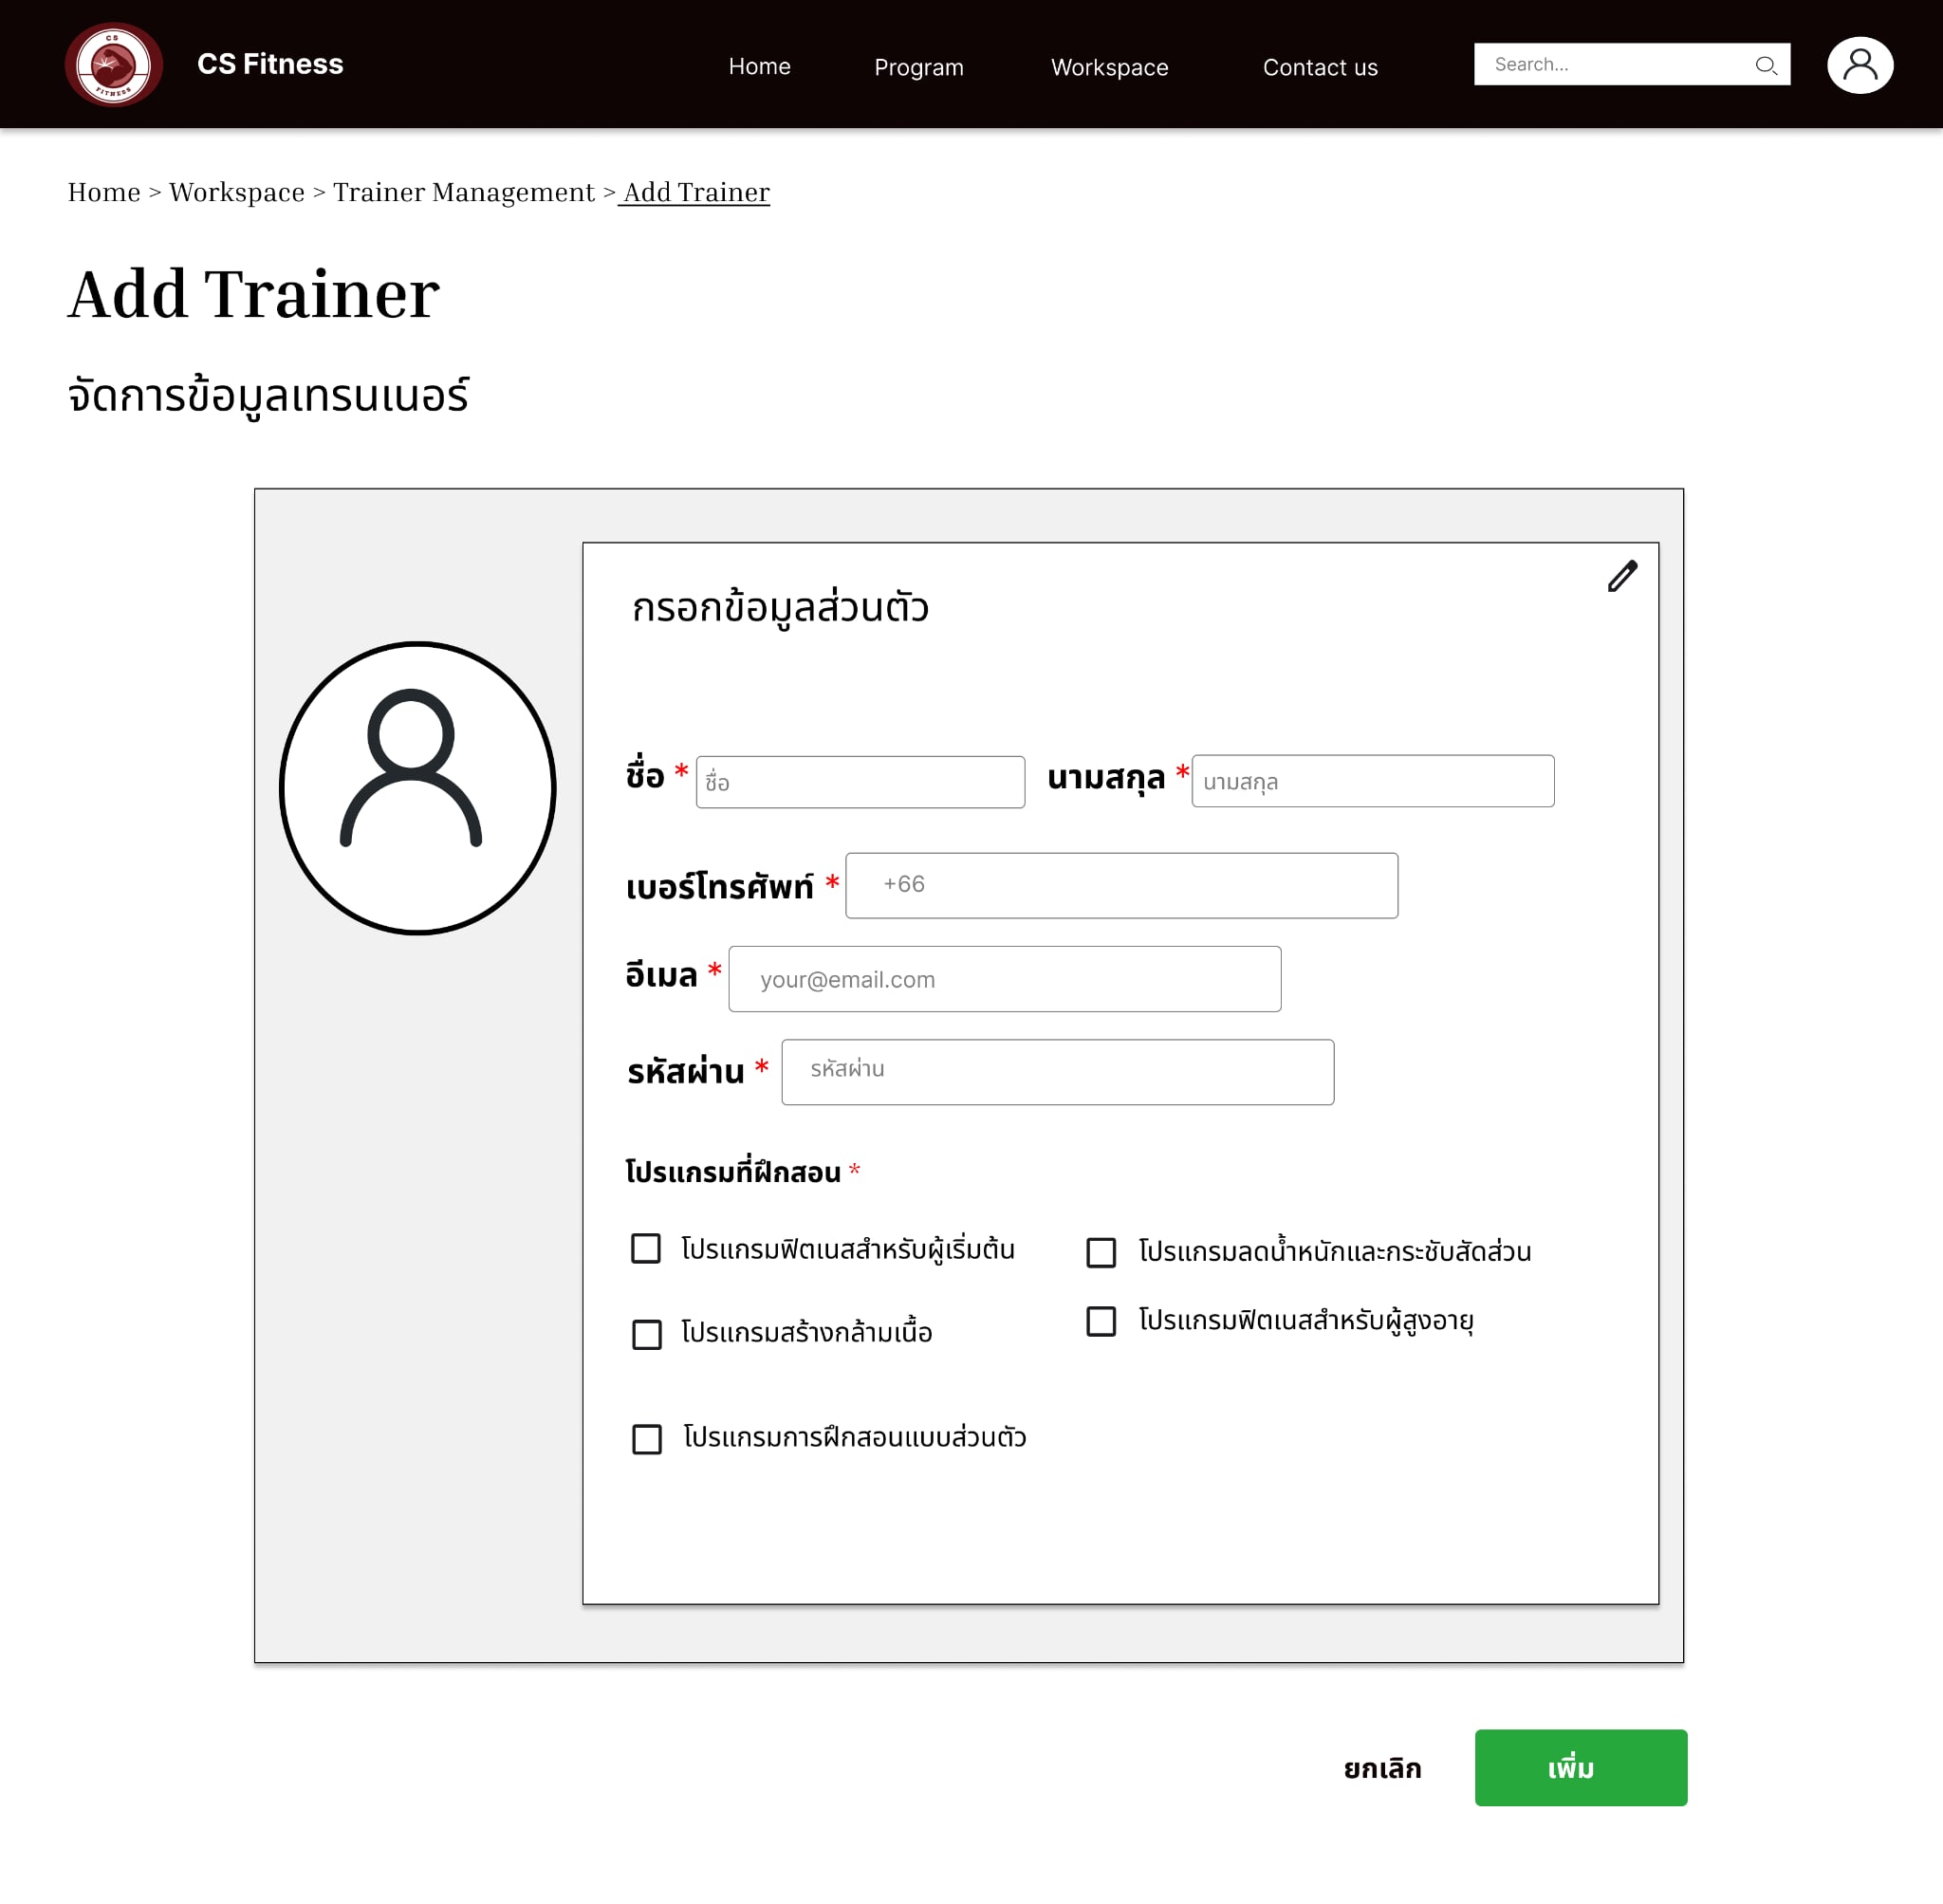 CS
FITNESS
CS Fitness
Home
Program
Workspace
Contact us
Search...
Home > Workspace > Trainer Management > Add Trainer
Add Trainer
จัดการข้อมูลเทรนเนอร์
กรอกข้อมูลส่วนตัว
ชื่อ * ชื่อ นามสกุล * นามสกุล
เบอร์โทรศัพท์ * +66
อีเมล * your@email.com
รหัสผ่าน * รหัสผ่าน
โปรแกรมที่ฝึกสอน *
โปรแกรมฟิตเนสสำหรับผู้เริ่มต้น
โปรแกรมลดน้ำหนักและกระชับสัดส่วน
โปรแกรมสร้างกล้ามเนื้อ
โปรแกรมฟิตเนสสำหรับผู้สูงอายุ
โปรแกรมการฝึกสอนแบบส่วนตัว
ยกเลิก
เพิ่ม